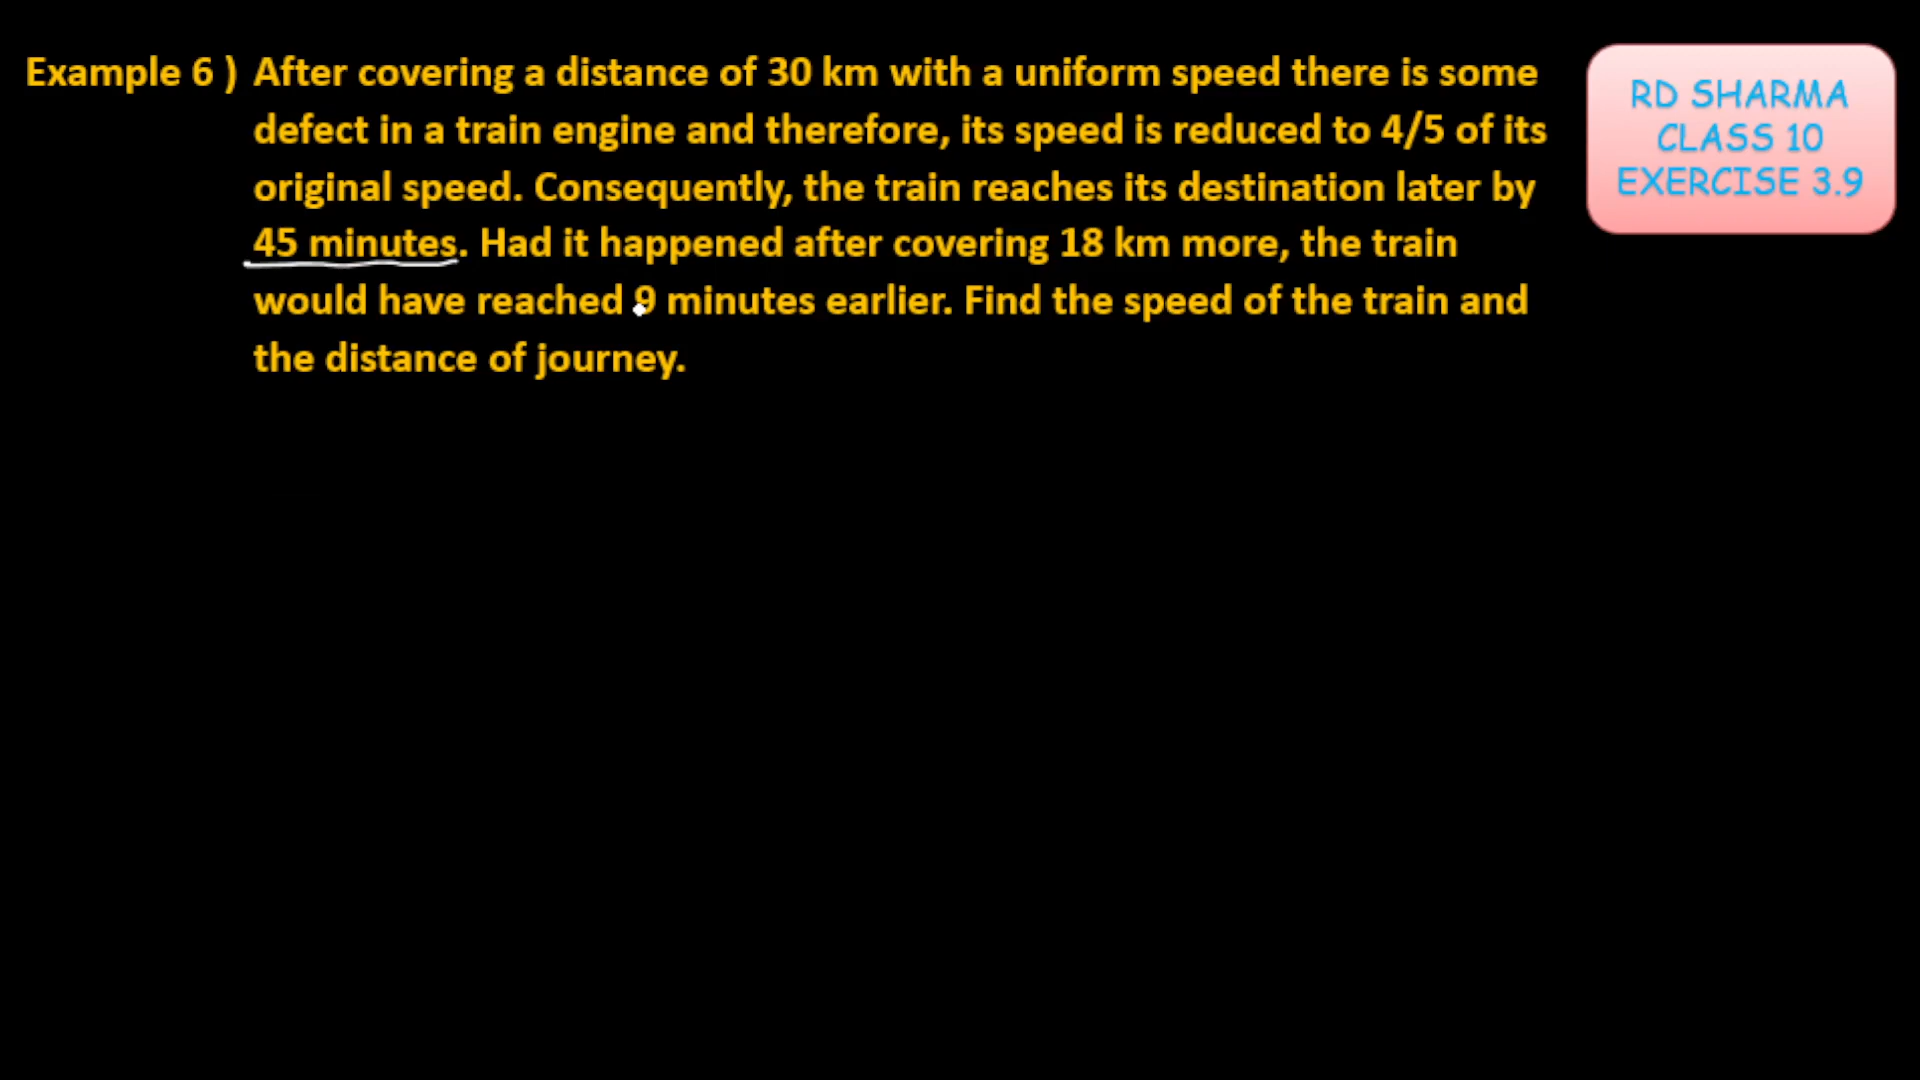 Example 6 ) After covering a distance of 30 km with a uniform speed there is some
defect in a train engine and therefore, its speed is reduced to 4/5 of its
original speed. Consequently, the train reaches its destination later by
45 minutes. Had it happened after covering 18 km more, the train
would have reached 9 minutes earlier. Find the speed of the train and
the distance of journey.
RD SHARMA
CLASS 10
EXERCISE 3.9